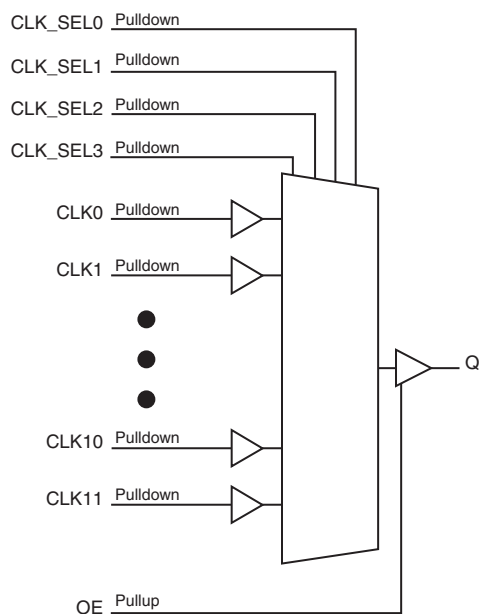 CLK_SEL0 Pulldown
CLK_SEL1 Pulldown
CLK_SEL2 Pulldown
CLK_SEL3 Pulldown
CLK0 Pulldown
CLK1 Pulldown
Q
CLK10 Pulldown
CLK11 Pulldown
OE Pullup